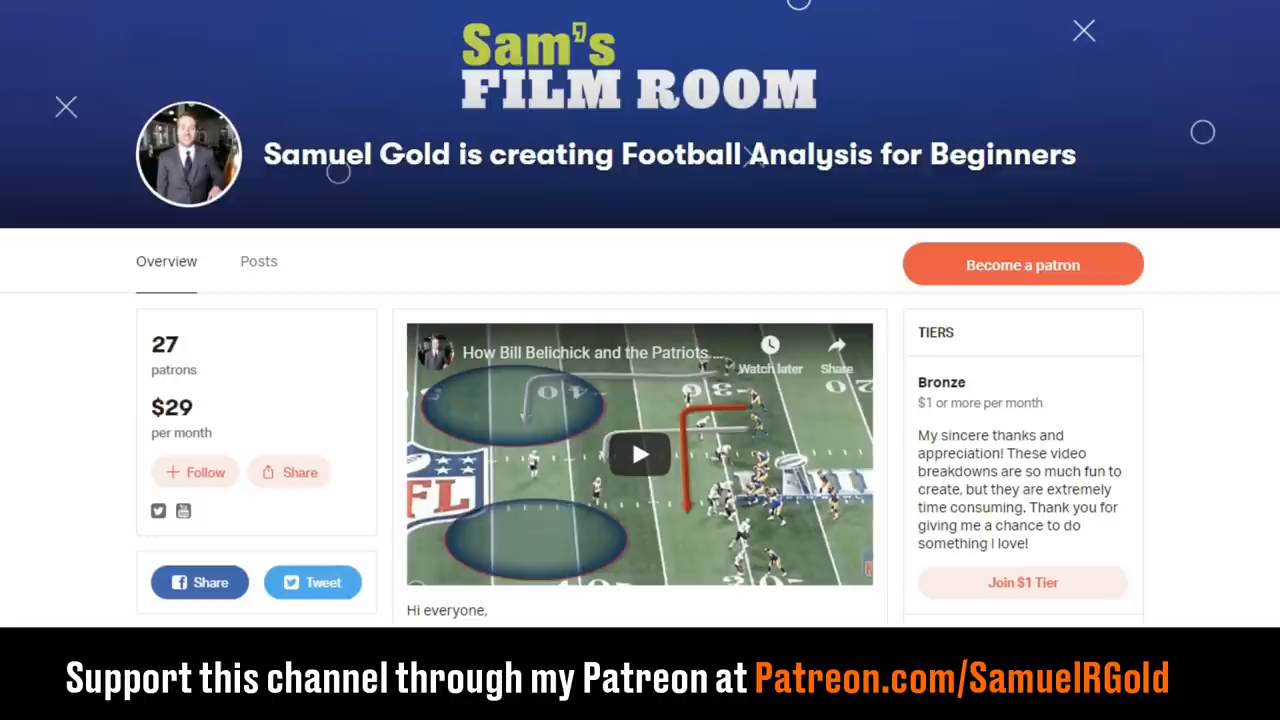 Sam's
FILM ROOM
Samuel Gold is creating Football Analysis for Beginners
Overview
Posts
Become a patron
27
patrons
$29
per month
Follow
Share
Share
Tweet
How Bill Belichick and the Patriots....
Watch later
Share
Hi everyone,
TIERS
Bronze
$1 or more per month
My sincere thanks and
appreciation! These video
breakdowns are so much fun to
create, but they are extremely
time consuming. Thank you for
giving me a chance to do
something I love!
Join $1 Tier
Support this channel through my Patreon at Patreon.com/SamuelRGold